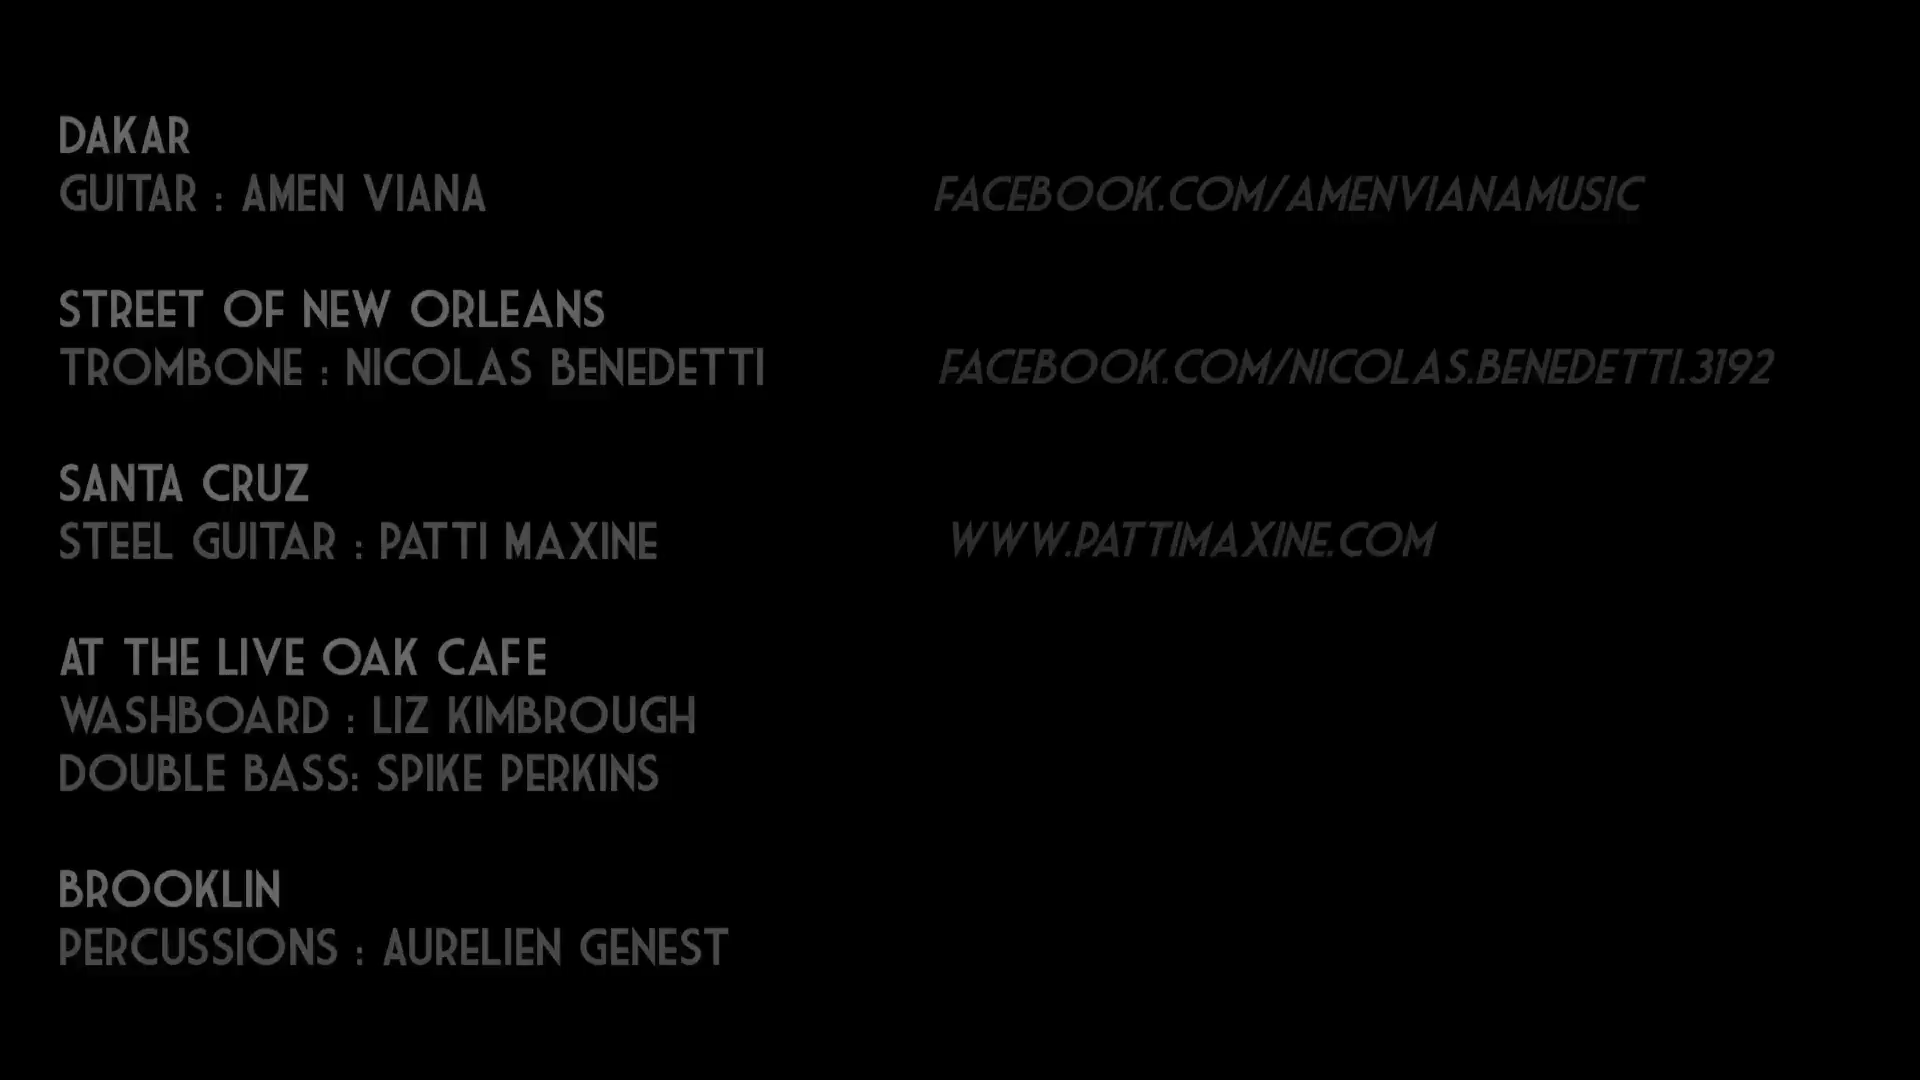 DAKAR
GUITAR : AMEN VIANA FACEBOOK.COM/AMENVIANAMUSIC
STREET OF NEW ORLEANS
TROMBONE : NICOLAS BENEDETTI FACEBOOK.COM/NICOLAS.BENEDETTI.3192
SANTA CRUZ
STEEL GUITAR : PATTI MAXINE WWW.PATTIMAXINE.COM
AT THE LIVE OAK CAFE
WASHBOARD : LIZ KIMBROUGH
DOUBLE BASS: SPIKE PERKINS
BROOKLIN
PERCUSSIONS : AURELIEN GENEST